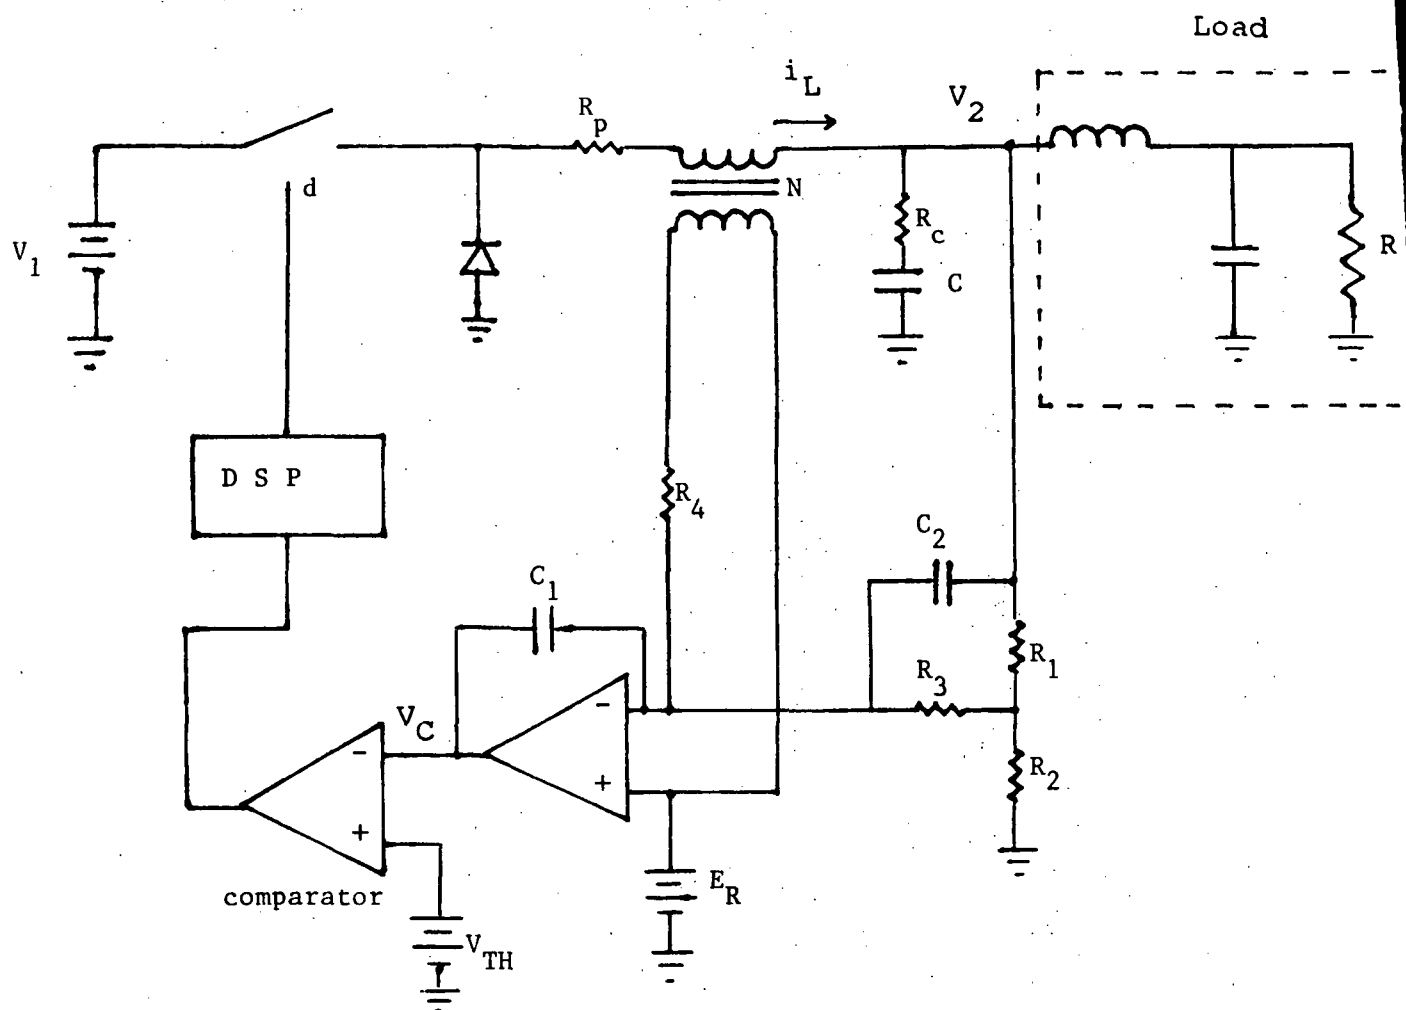 Load
i_L
V_2
R_p
d
N
V_1
R_c
C
R
D S P
R_4
C_2
C_1
R_1
R_3
V_C
-
+
R_2
-
+
E_R
comparator
V_TH